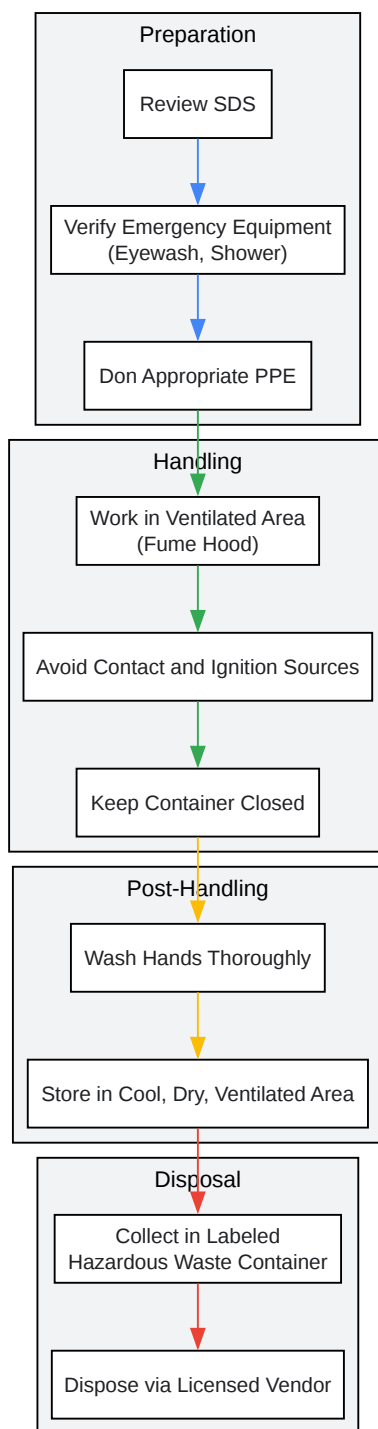 Preparation
Review SDS
Verify Emergency Equipment
(Eyewash, Shower)
Don Appropriate PPE
Handling
Work in Ventilated Area
(Fume Hood)
Avoid Contact and Ignition Sources
Keep Container Closed
Post-Handling
Wash Hands Thoroughly
Store in Cool, Dry, Ventilated Area
Disposal
Collect in Labeled
Hazardous Waste Container
Dispose via Licensed Vendor